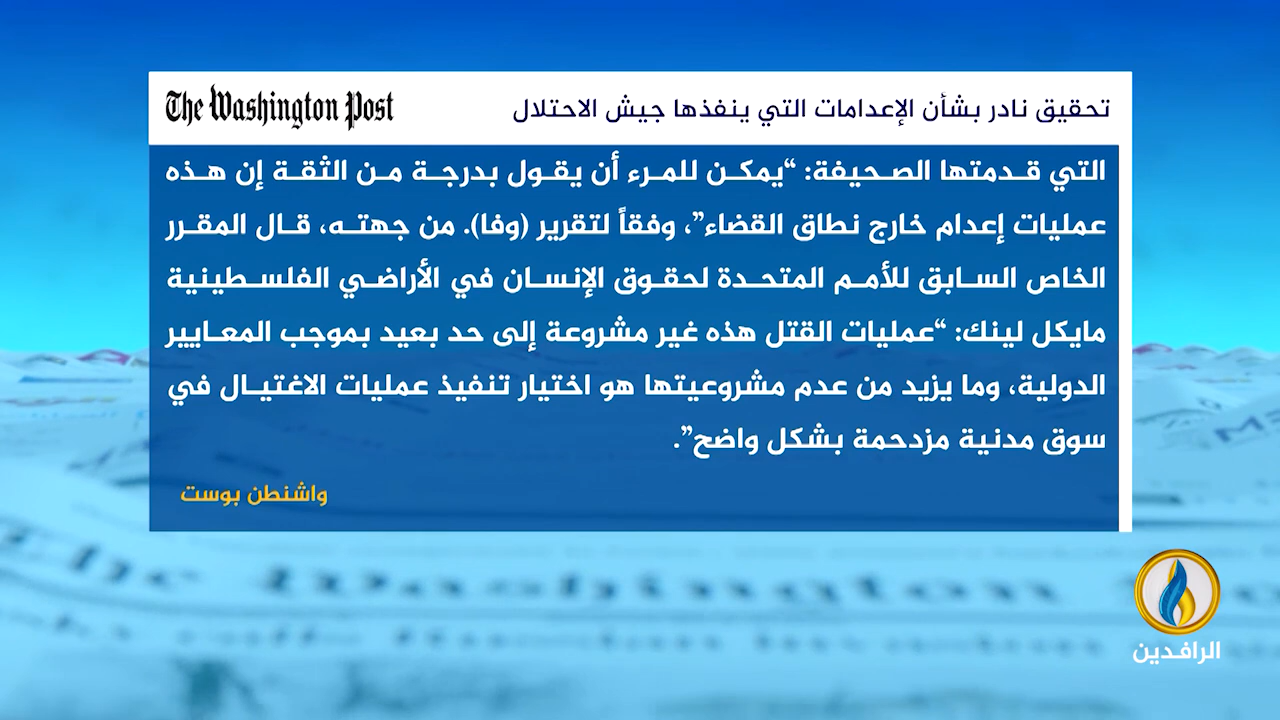 The Washington Post
تحقيق نادر بشأن الإعدامات التي ينفذها جيش الاحتلال
التي قدمتها الصحيفة: “يمكن للمرء أن يقول بدرجة من الثقة إن هذه
عمليات إعدام خارج نطاق القضاء”، وفقاً لتقرير (وفا). من جهته، قال المقرر
الخاص السابق للأمم المتحدة لحقوق الإنسان في الأراضي الفلسطينية
مايكل لينك: “عمليات القتل هذه غير مشروعة إلى حد بعيد بموجب المعايير
الدولية، وما يزيد من عدم مشروعيتها هو اختيار تنفيذ عمليات الاغتيال في
سوق مدنية مزدحمة بشكل واضح”.
واشنطن بوست
الرافدين